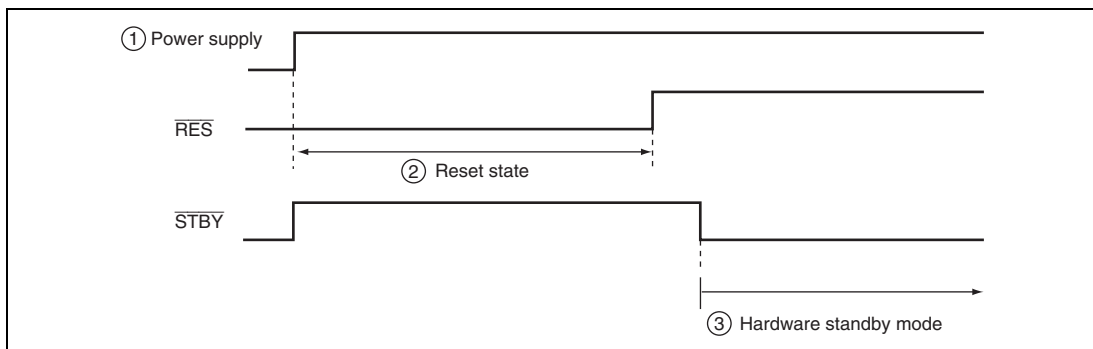 ① Power supply
RES
② Reset state
STBY
③ Hardware standby mode